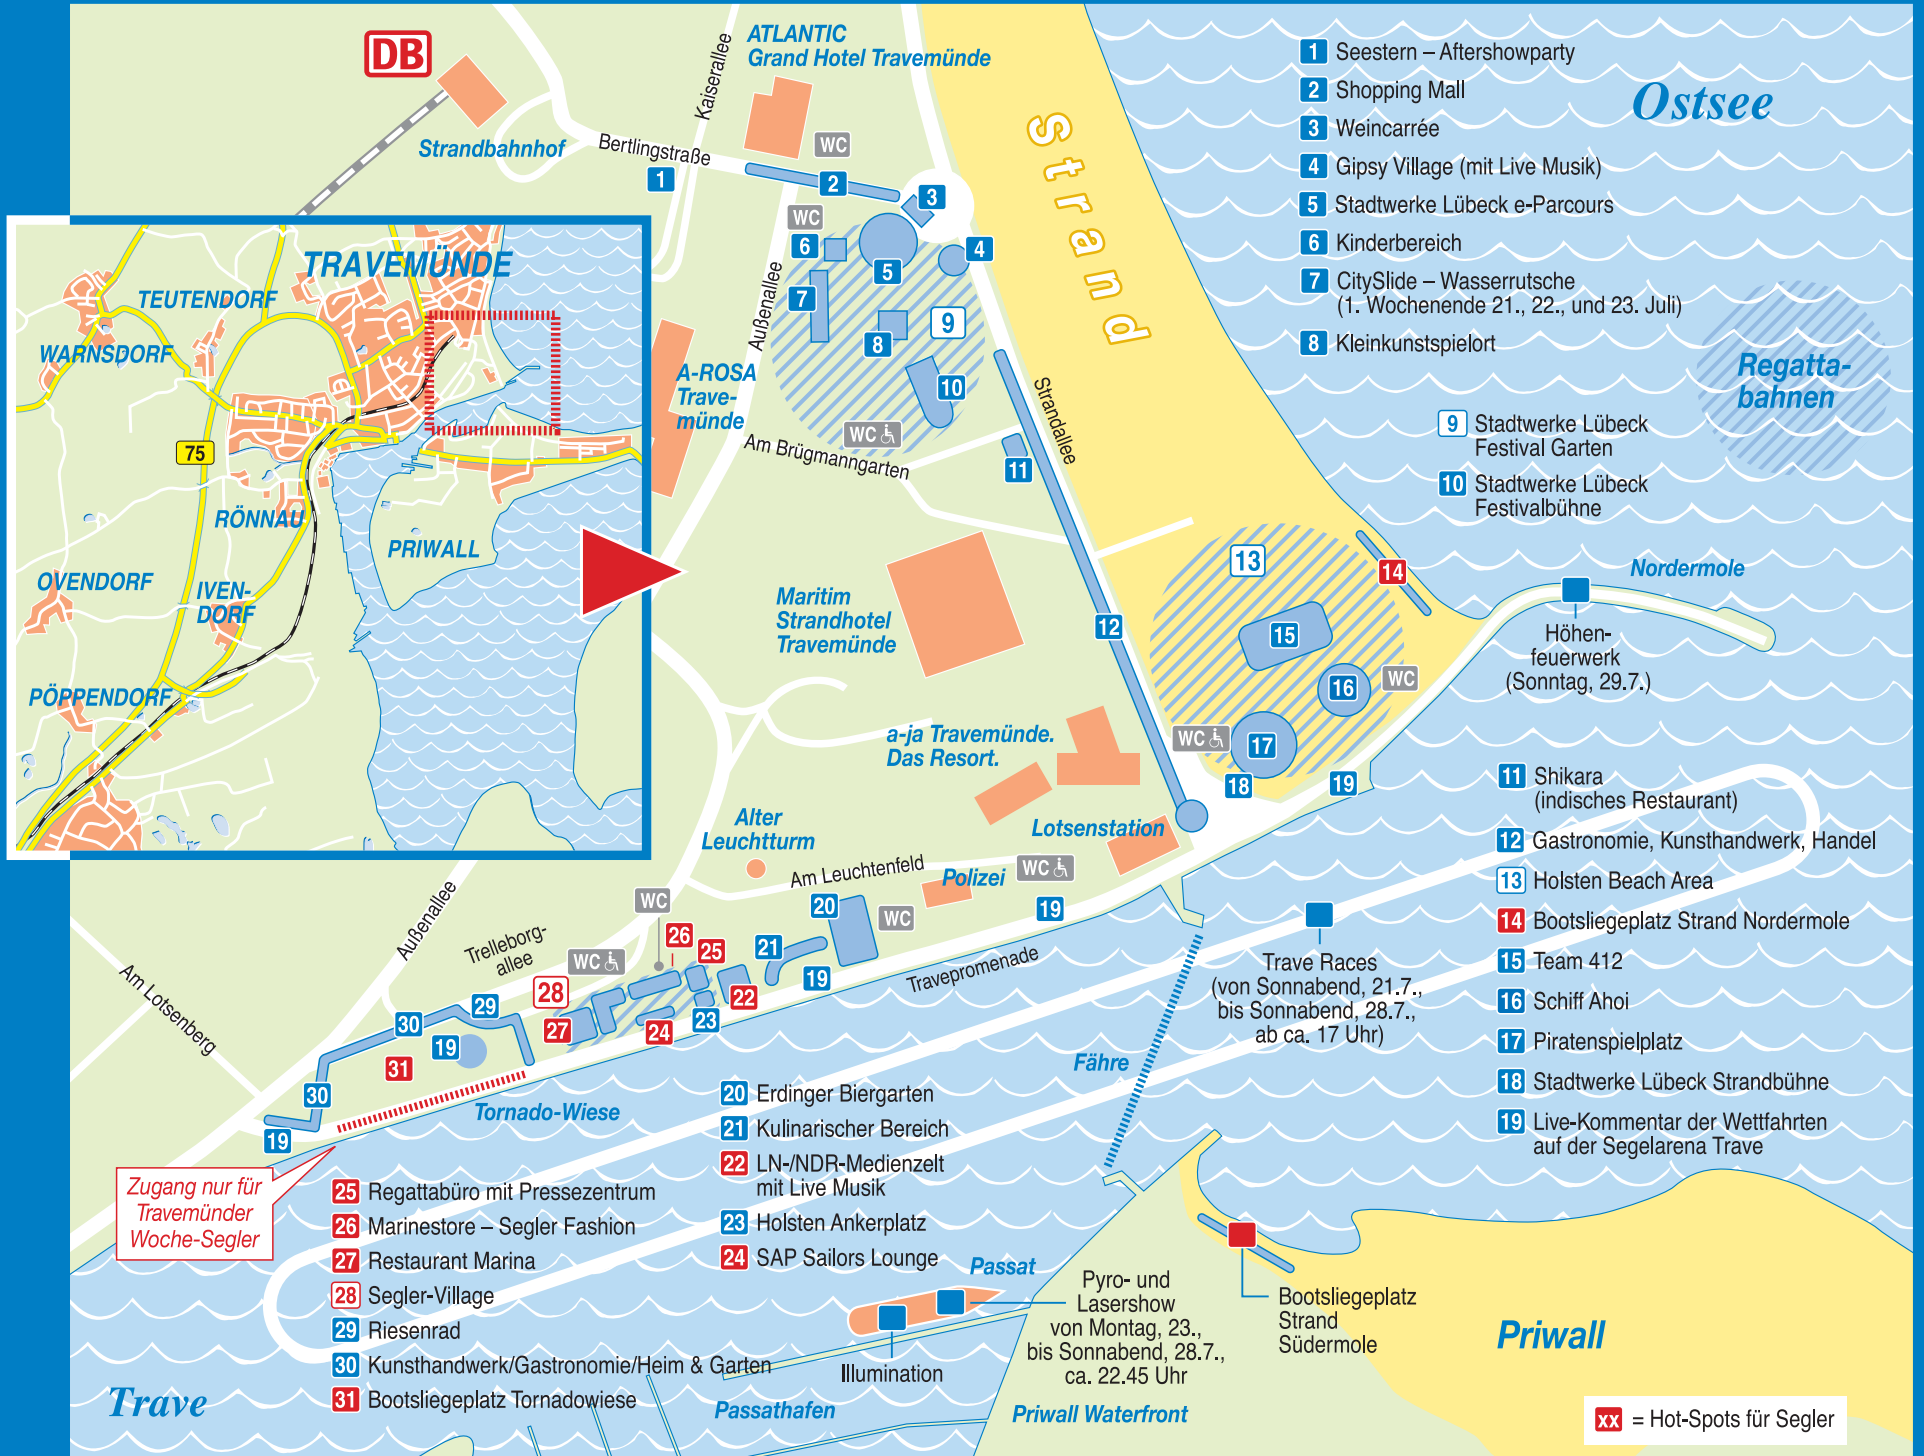 DB
Strandbahnhof
Kaiserallee
ATLANTIC
Grand Hotel Travemünde
Bertlingstraße
WC
1
2
3
WC
6
5
4
7
8
9
10
Außenallee
A-ROSA
Trave-
münde
WC
Am Brügmanngarten
11
Strandallee
Strand
Ostsee
1 Seestern – Aftershowparty
2 Shopping Mall
3 Weincarrée
4 Gipsy Village (mit Live Musik)
5 Stadtwerke Lübeck e-Parcours
6 Kinderbereich
7 CitySlide – Wasserrutsche
(1. Wochenende 21., 22., und 23. Juli)
8 Kleinkunstspielort
Regatta-
bahnen
9 Stadtwerke Lübeck
Festival Garten
10 Stadtwerke Lübeck
Festivalbühne
TRAVEMÜNDE
TEUTENDORF
WARNSDORF
75
RÖNNAU
PRIWALL
OVENDORF
IVEN-
DORF
PÖPPENDORF
Maritim
Strandhotel
Travemünde
12
13
14
15
16
WC
17
WC
18
19
Nordermole
Höhen-
feuerwerk
(Sonntag, 29.7.)
a-ja Travemünde.
Das Resort.
Alter
Leuchtturm
Lotsenstation
Am Leuchtenfeld
Polizei
WC
19
20
WC
21
19
Travepromenade
Außenallee
Trelleborg-
allee
WC
WC
26
25
22
23
24
27
28
29
30
19
31
30
19
Am Lotsenberg
Tornado-Wiese
Zugang nur für
Travemünder
Woche-Segler
11 Shikara
(indisches Restaurant)
12 Gastronomie, Kunsthandwerk, Handel
13 Holsten Beach Area
14 Bootsliegeplatz Strand Nordermole
15 Team 412
16 Schiff Ahoi
17 Piratenspielplatz
18 Stadtwerke Lübeck Strandbühne
19 Live-Kommentar der Wettfahrten
auf der Segelarena Trave
Trave Races
(von Sonnabend, 21.7.,
bis Sonnabend, 28.7.,
ab ca. 17 Uhr)
Fähre
20 Erdinger Biergarten
21 Kulinarischer Bereich
22 LN-/NDR-Medienzelt
mit Live Musik
23 Holsten Ankerplatz
24 SAP Sailors Lounge
25 Regattabüro mit Pressezentrum
26 Marinestore – Segler Fashion
27 Restaurant Marina
28 Segler-Village
29 Riesenrad
30 Kunsthandwerk/Gastronomie/Heim & Garten
31 Bootsliegeplatz Tornadowiese
Passat
Pyro- und
Lasershow
von Montag, 23.,
bis Sonnabend, 28.7.,
ca. 22.45 Uhr
Illumination
Bootsliegeplatz
Strand
Südermole
Priwall
Trave
Passathafen
Priwall Waterfront
xx = Hot-Spots für Segler